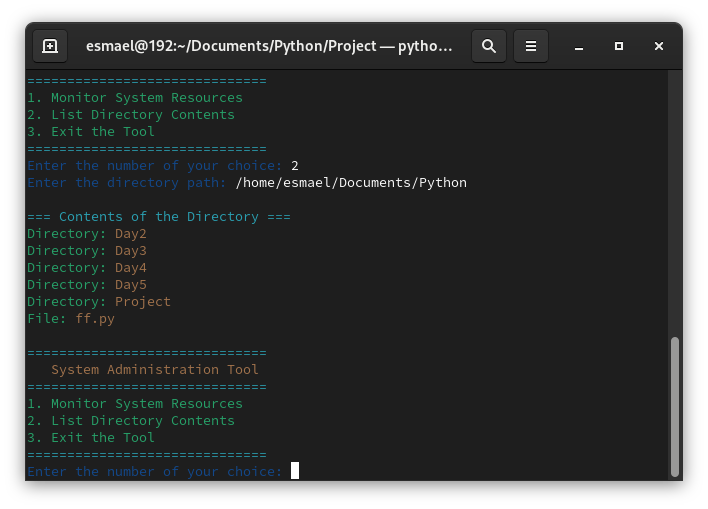 esmael@192:~/Documents/Python/Project — pytho…
==============================
1. Monitor System Resources
2. List Directory Contents
3. Exit the Tool
==============================
Enter the number of your choice: 2
Enter the directory path: /home/esmael/Documents/Python
=== Contents of the Directory ===
Directory: Day2
Directory: Day3
Directory: Day4
Directory: Day5
Directory: Project
File: ff.py
==============================
System Administration Tool
==============================
1. Monitor System Resources
2. List Directory Contents
3. Exit the Tool
==============================
Enter the number of your choice: